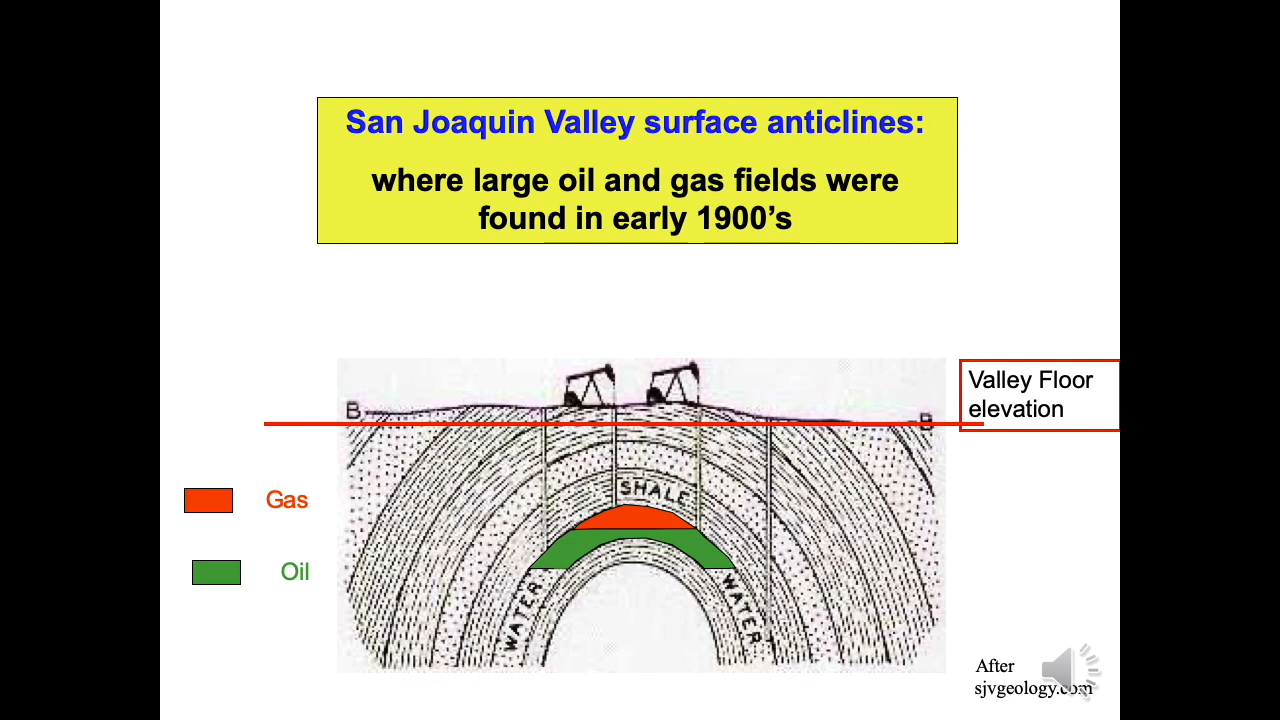 San Joaquin Valley surface anticlines:
where large oil and gas fields were
found in early 1900’s
Valley Floor
elevation
B
B
Gas
SHALE
Oil
WATER
WATER
After
sjvgeology.com